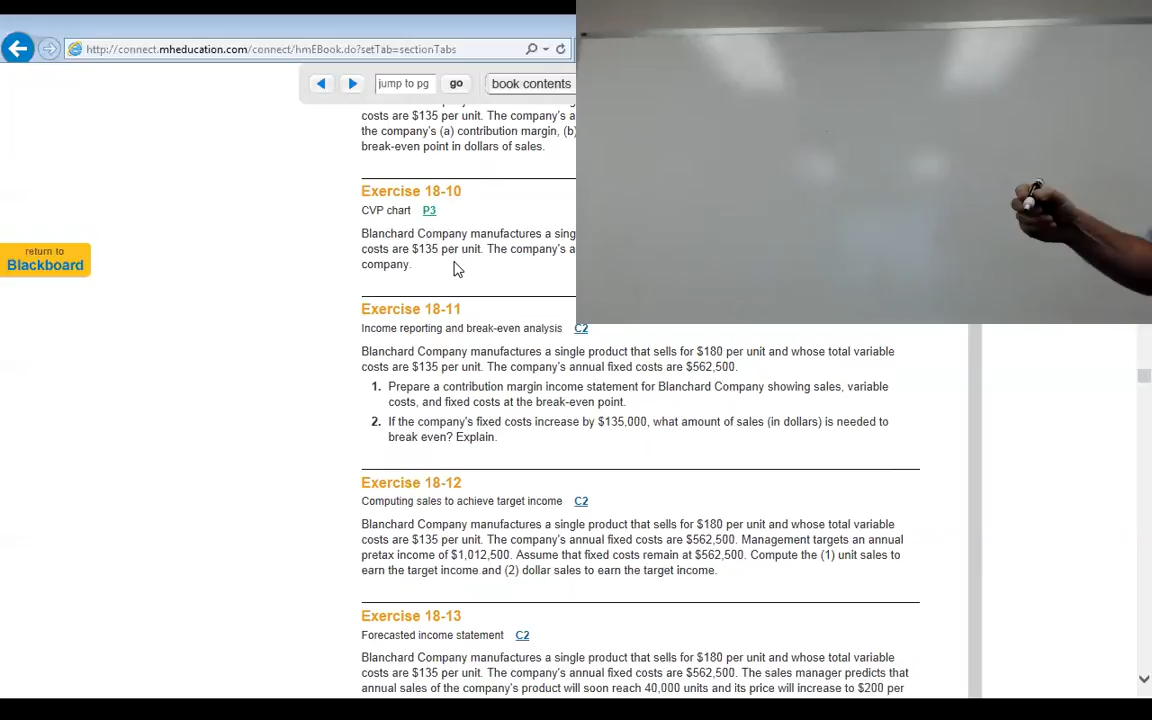 http://connect.mheducation.com/connect/hmEBook.do?setTab=sectionTabs
jump to pg
go
book contents
costs are $135 per unit. The company's a
the company's (a) contribution margin, (b)
break-even point in dollars of sales.
Exercise 18-10
CVP chart P3
Blanchard Company manufactures a sing
costs are $135 per unit. The company's a
company.
return to
Blackboard
Exercise 18-11
Income reporting and break-even analysis C2
Blanchard Company manufactures a single product that sells for $180 per unit and whose total variable
costs are $135 per unit. The company's annual fixed costs are $562,500.
1. Prepare a contribution margin income statement for Blanchard Company showing sales, variable
costs, and fixed costs at the break-even point.
2. If the company's fixed costs increase by $135,000, what amount of sales (in dollars) is needed to
break even? Explain.
Exercise 18-12
Computing sales to achieve target income C2
Blanchard Company manufactures a single product that sells for $180 per unit and whose total variable
costs are $135 per unit. The company's annual fixed costs are $562,500. Management targets an annual
pretax income of $1,012,500. Assume that fixed costs remain at $562,500. Compute the (1) unit sales to
earn the target income and (2) dollar sales to earn the target income.
Exercise 18-13
Forecasted income statement C2
Blanchard Company manufactures a single product that sells for $180 per unit and whose total variable
costs are $135 per unit. The company's annual fixed costs are $562,500. The sales manager predicts that
annual sales of the company's product will soon reach 40,000 units and its price will increase to $200 per